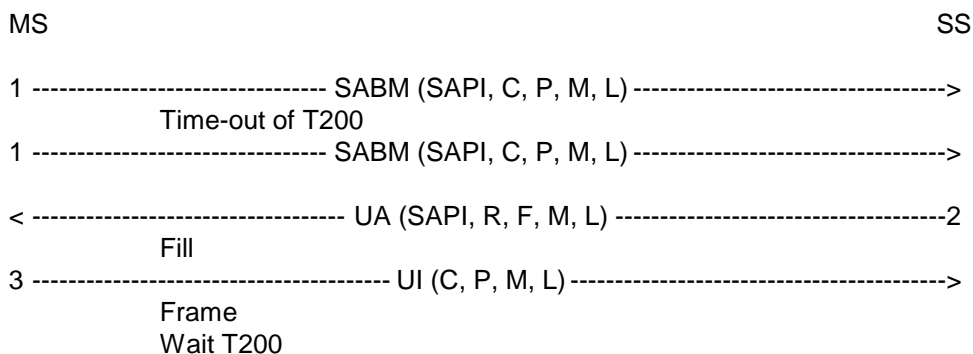 MS SS
1 --------------------------------- SABM (SAPI, C, P, M, L) ----------------------------------->
Time-out of T200
1 --------------------------------- SABM (SAPI, C, P, M, L) ----------------------------------->
< ----------------------------------- UA (SAPI, R, F, M, L) -------------------------------------2
Fill
3 ---------------------------------------- UI (C, P, M, L) ------------------------------------------>
Frame
Wait T200